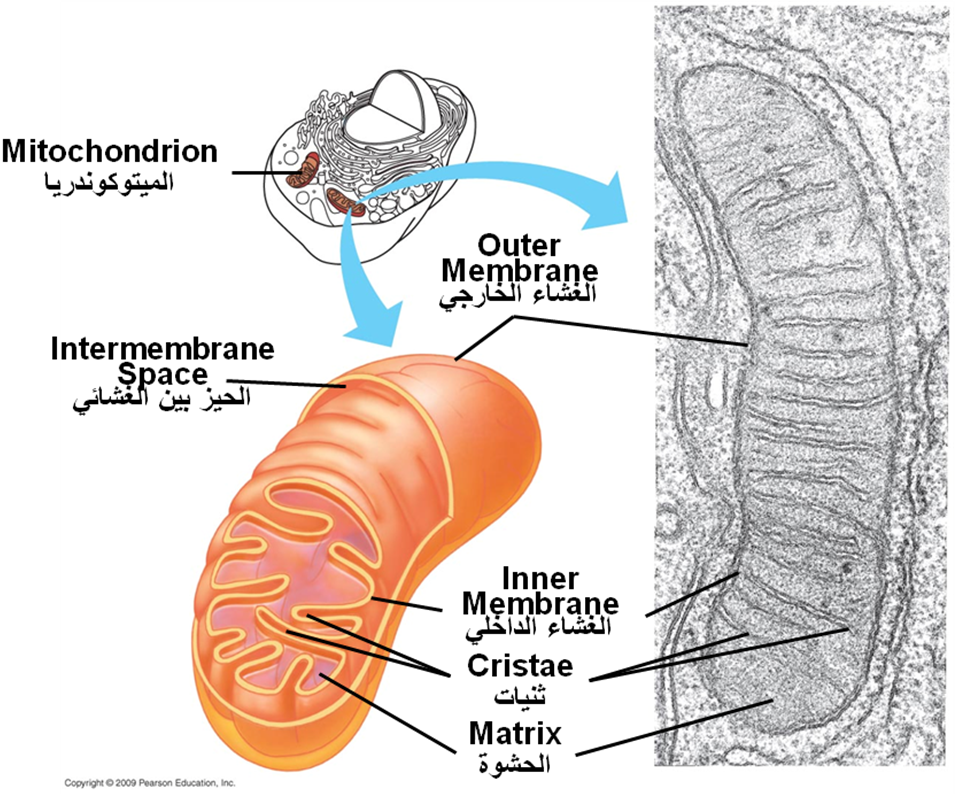 Mitochondrion
الميتوكوندريا
Outer
Membrane
الغشاء الخارجي
Intermembrane
Space
الحيز بين الغشائي
Inner
Membrane
الغشاء الداخلي
Cristae
ثنيات
Matrix
الحشوة
Copyright © 2009 Pearson Education, Inc.